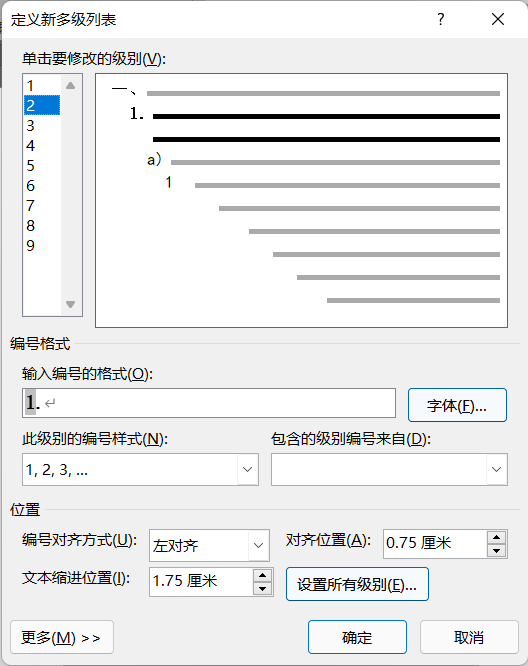 定义新多级列表 ?
单击要修改的级别(V):
1
2
3
4
5
6
7
8
9
一、
1.
a)
1
编号格式
输入编号的格式(O):
1.↵
字体(F)...
此级别的编号样式(N): 包含的级别编号来自(D):
1, 2, 3, ...
位置
编号对齐方式(U): 左对齐 对齐位置(A): 0.75 厘米
文本缩进位置(I): 1.75 厘米 设置所有级别(E)...
更多(M) >> 确定 取消